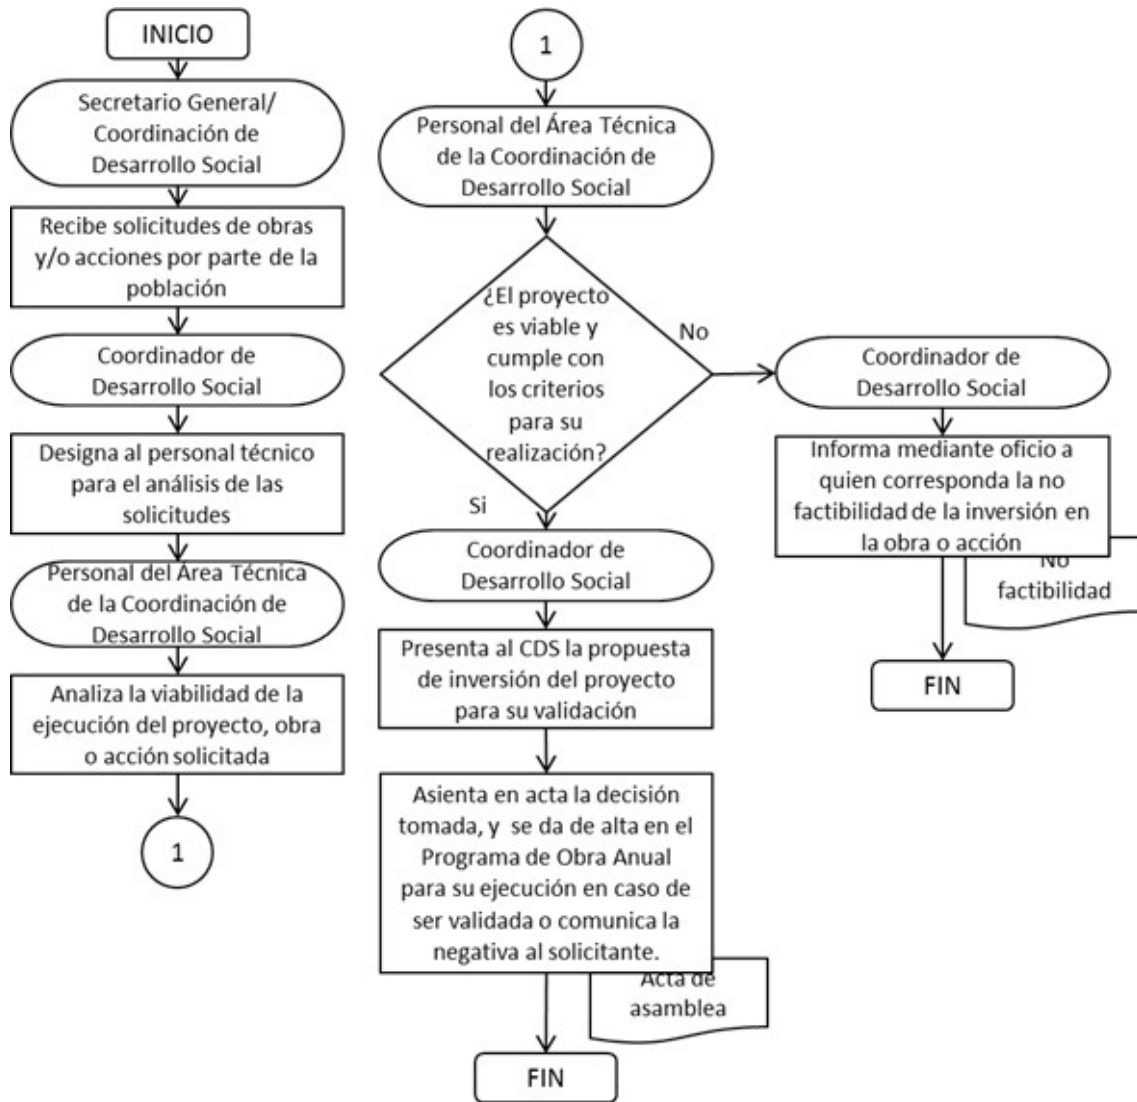 INICIO
Secretario General/
Coordinación de
Desarrollo Social
Recibe solicitudes de obras
y/o acciones por parte de la
población
Coordinador de
Desarrollo Social
Designa al personal técnico
para el análisis de las
solicitudes
Personal del Área Técnica
de la Coordinación de
Desarrollo Social
Analiza la viabilidad de la
ejecución del proyecto, obra
o acción solicitada
1
1
Personal del Área Técnica
de la Coordinación de
Desarrollo Social
¿El proyecto
es viable y
cumple con
los criterios
para su
realización?
No
Si
Coordinador de
Desarrollo Social
Presenta al CDS la propuesta
de inversión del proyecto
para su validación
Asienta en acta la decisión
tomada, y se da de alta en el
Programa de Obra Anual
para su ejecución en caso de
ser validada o comunica la
negativa al solicitante.
Acta de
asamblea
FIN
Coordinador de
Desarrollo Social
Informa mediante oficio a
quien corresponda la no
factibilidad de la inversión en
la obra o acción
No
factibilidad
FIN